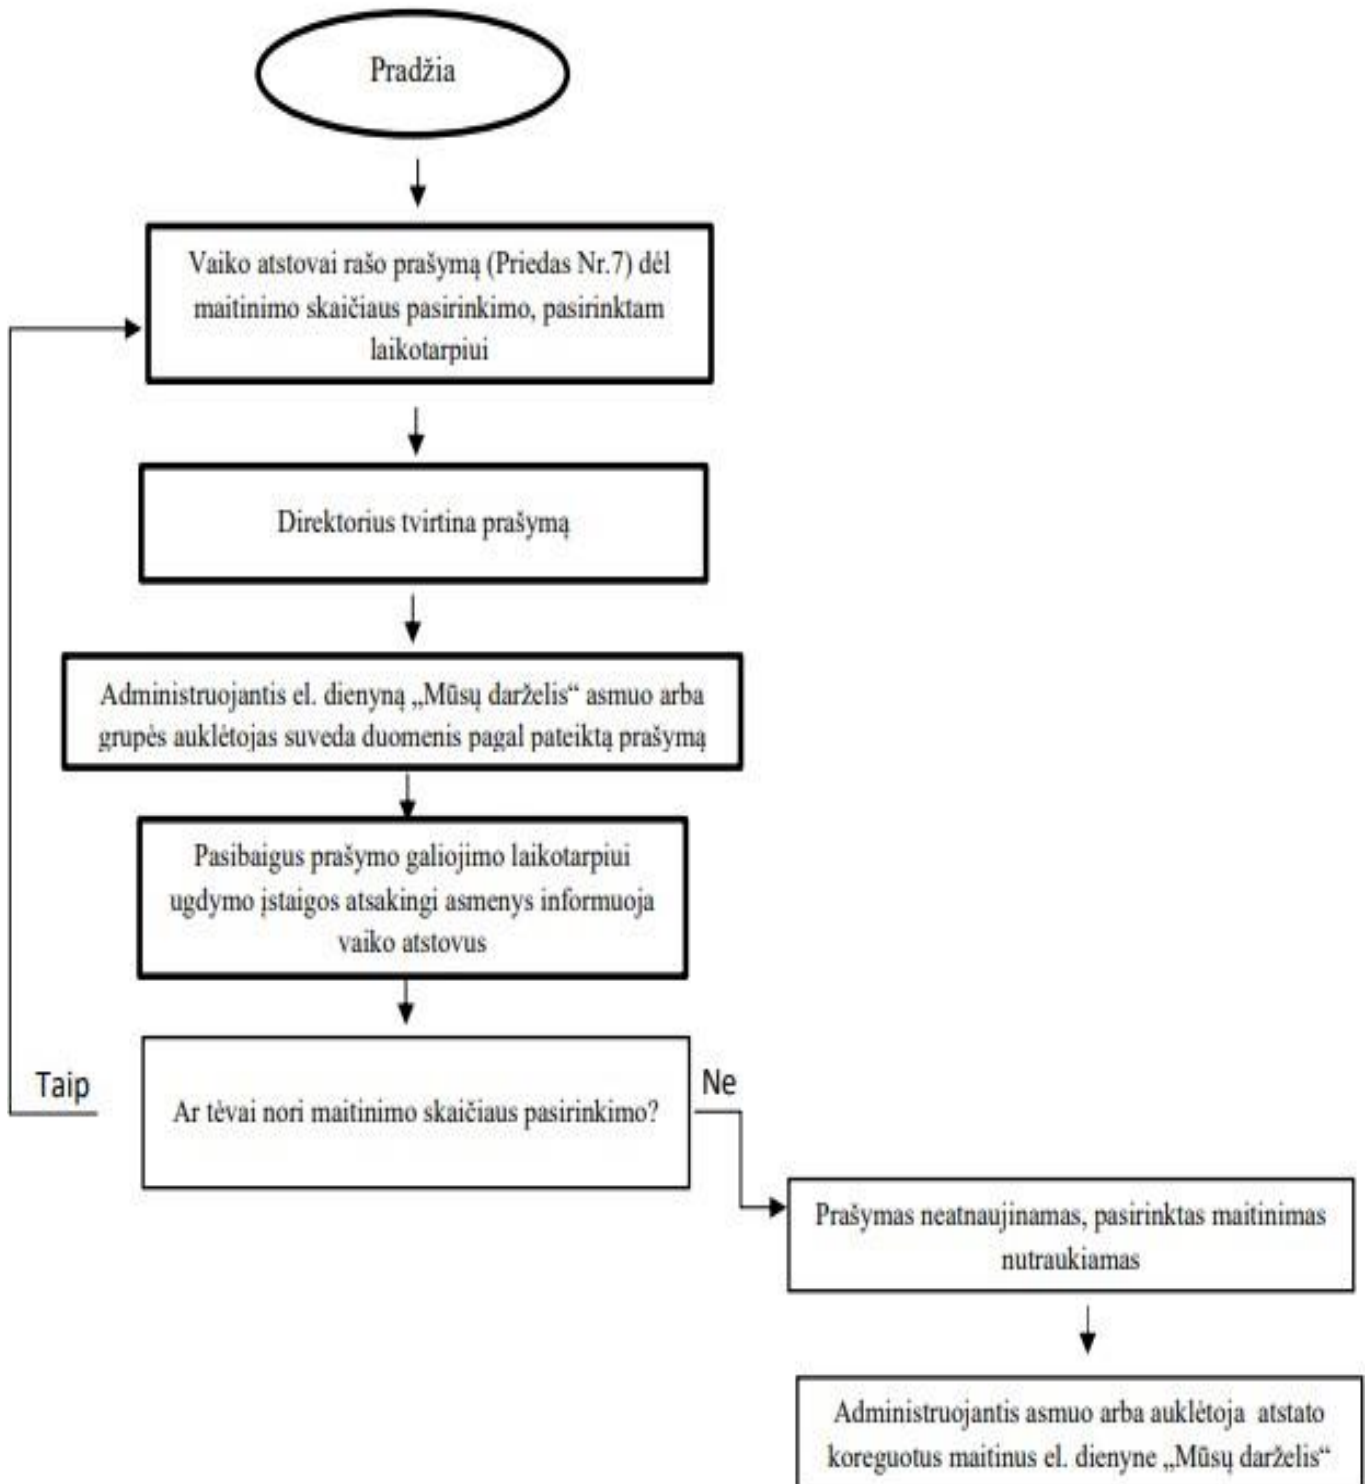 Pradžia
Vaiko atstovai rašo prašymą (Priedas Nr.7) dėl
maitinimo skaičiaus pasirinkimo, pasirinktam
laikotarpiui
Direktorius tvirtina prašymą
Administruojantis el. dienyną „Mūsų darželis“ asmuo arba
grupės auklėtojas suveda duomenis pagal pateiktą prašymą
Pasibaigus prašymo galiojimo laikotarpiui
ugdymo įstaigos atsakingi asmenys informuoja
vaiko atstovus
Taip
Ar tėvai nori maitinimo skaičiaus pasirinkimo?
Ne
Prašymas neatnaujinamas, pasirinktas maitinimas
nutraukiamas
Administruojantis asmuo arba auklėtoja atstato
koreguotus maitinus el. dienyne „Mūsų darželis“